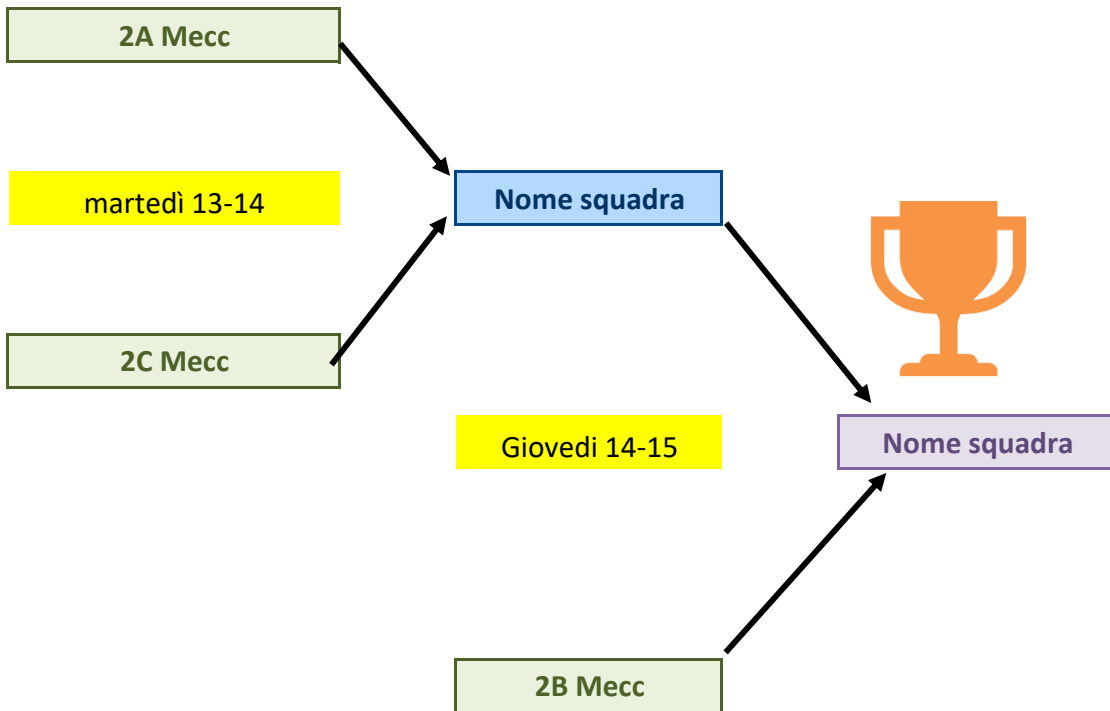 2A Mecc
martedì 13-14
Nome squadra
2C Mecc
Giovedi 14-15
Nome squadra
2B Mecc